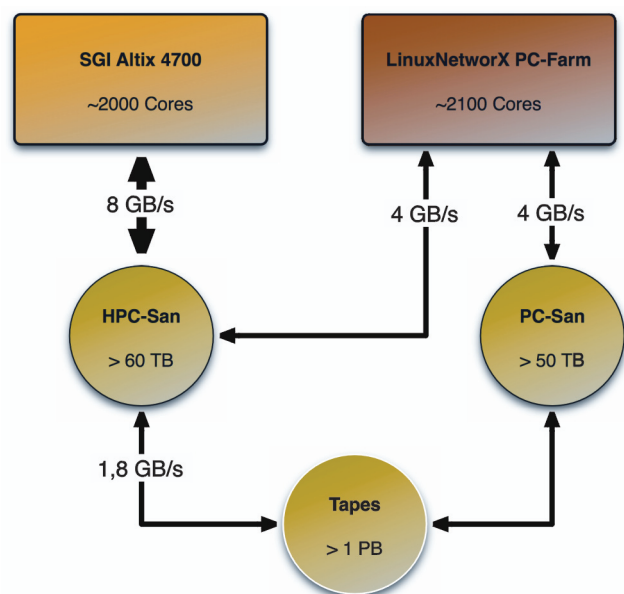 SGI Altix 4700
~2000 Cores
LinuxNetworX PC-Farm
~2100 Cores
8 GB/s
4 GB/s
4 GB/s
HPC-San
> 60 TB
PC-San
> 50 TB
1,8 GB/s
Tapes
> 1 PB